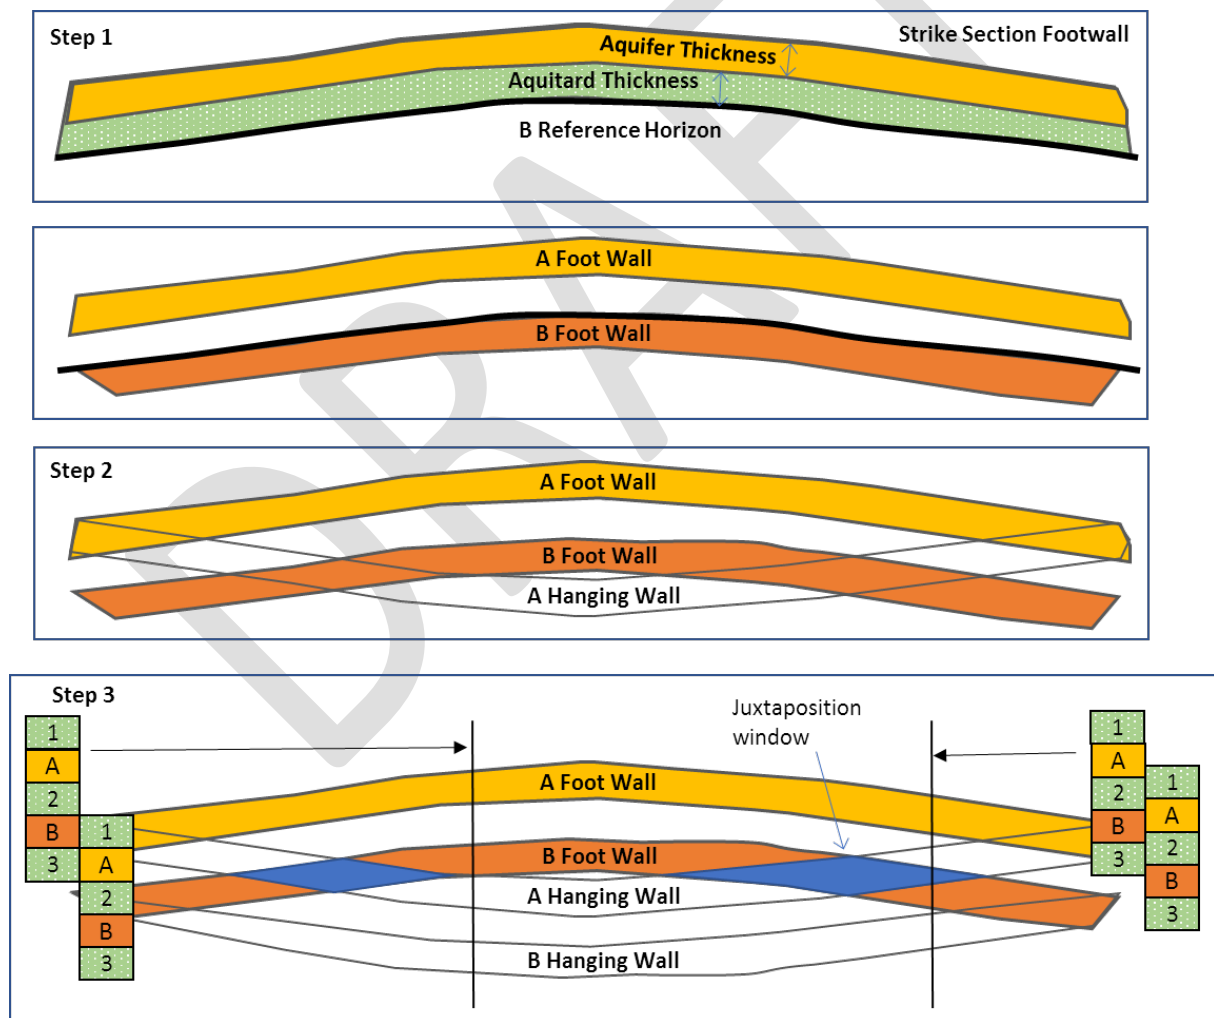 Step 1
Strike Section Footwall
Aquifer Thickness
Aquitard Thickness
B Reference Horizon
A Foot Wall
B Foot Wall
Step 2
A Foot Wall
B Foot Wall
A Hanging Wall
Step 3
Juxtaposition
window
1
A
2
B
3
1
A
2
B
3
A Foot Wall
B Foot Wall
A Hanging Wall
B Hanging Wall
1
A
2
B
3
1
A
2
B
3
DRAF